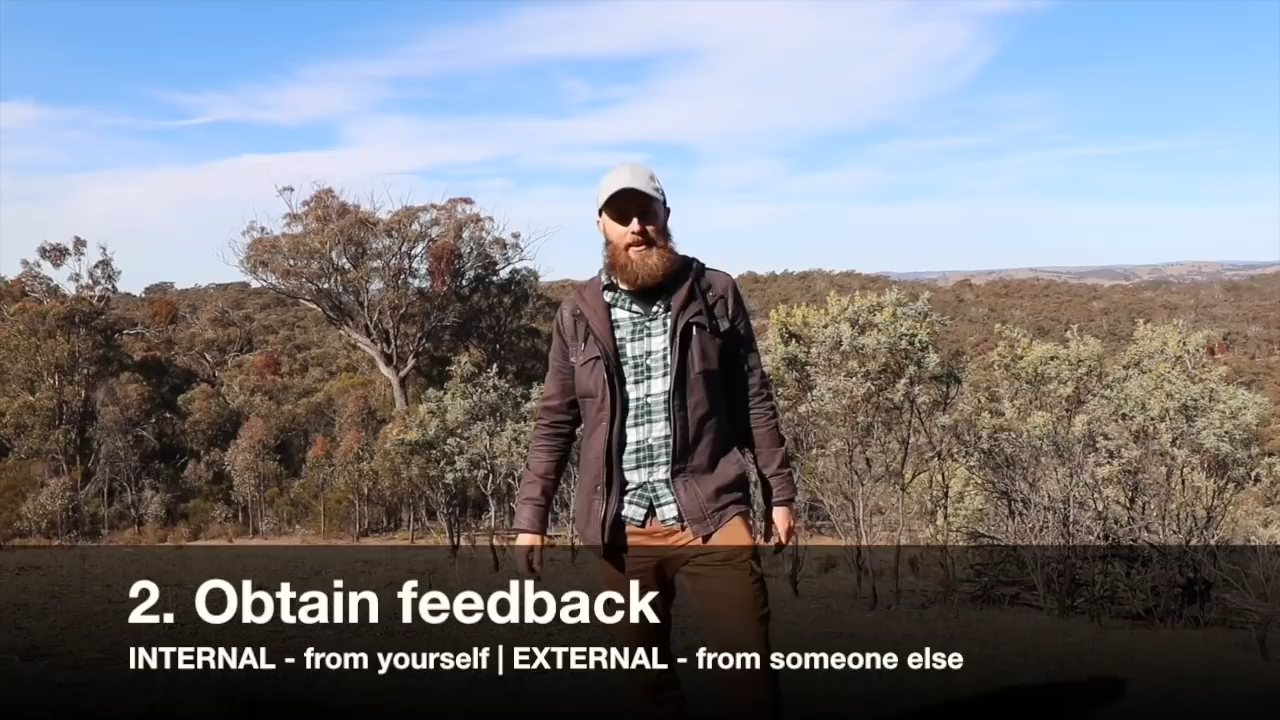 2. Obtain feedback
INTERNAL - from yourself | EXTERNAL - from someone else